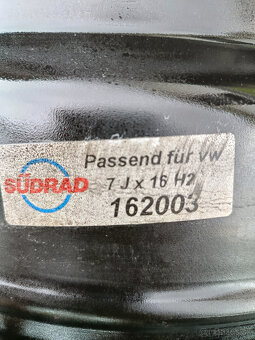 Passend für VW
SÜDRAD
7 J x 16 H2
162003